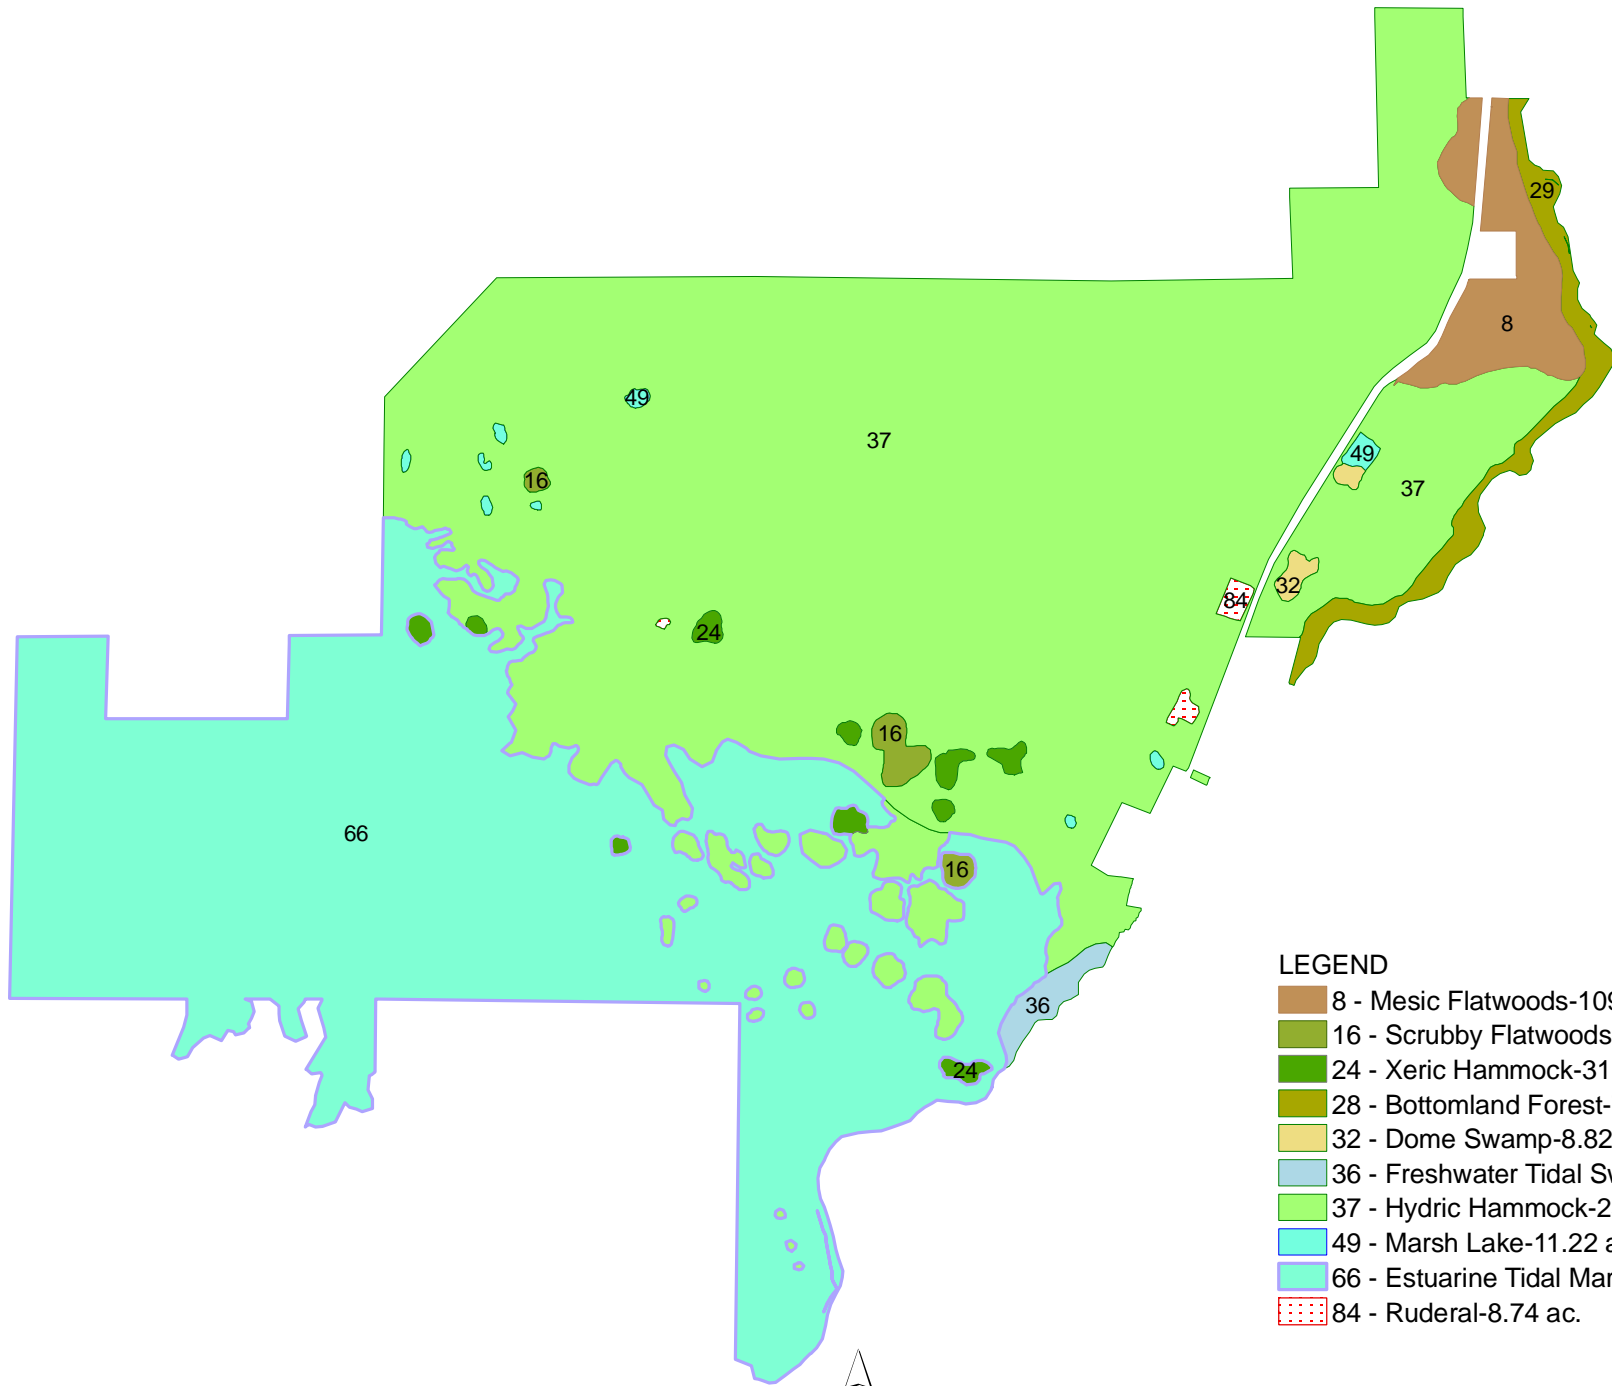 29
8
49
37
49
16
37
32
84
24
16
66
16
36
24
LEGEND
8 - Mesic Flatwoods-109
16 - Scrubby Flatwoods
24 - Xeric Hammock-31
28 - Bottomland Forest-
32 - Dome Swamp-8.82
36 - Freshwater Tidal
37 - Hydric Hammock-2
49 - Marsh Lake-11.22
66 - Estuarine Tidal
84 - Ruderal-8.74 ac.